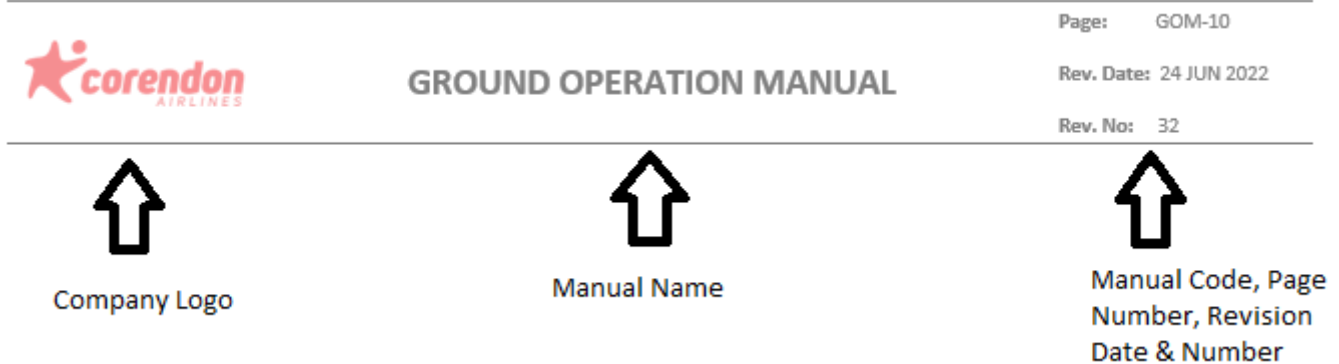 Page: GOM-10
corendon
AIRLINES
GROUND OPERATION MANUAL
Rev. Date: 24 JUN 2022
Rev. No: 32
Company Logo
Manual Name
Manual Code, Page
Number, Revision
Date & Number